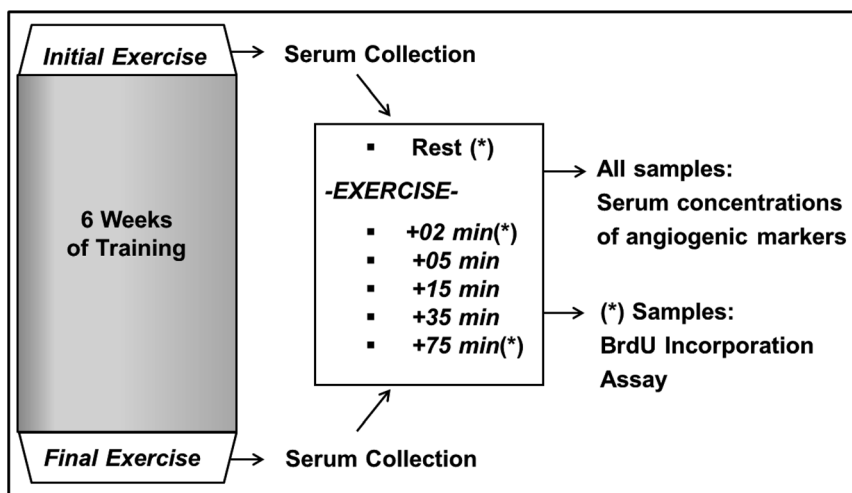 Initial Exercise
Serum Collection
6 Weeks
of Training
▪ Rest (*)
-EXERCISE-
▪ +02 min(*)
▪ +05 min
▪ +15 min
▪ +35 min
▪ +75 min(*)
All samples:
Serum concentrations
of angiogenic markers
(*) Samples:
BrdU Incorporation
Assay
Final Exercise
Serum Collection